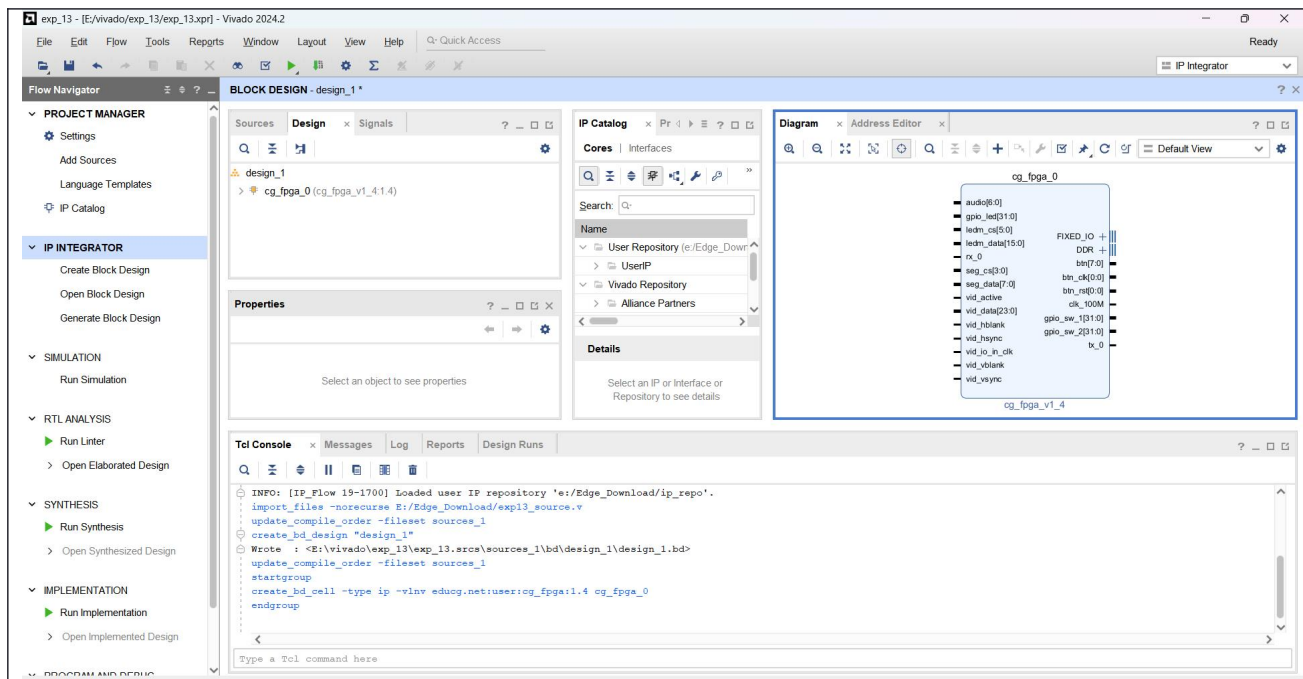 exp_13 - [E:/vivado/exp_13/exp_13.xpr] - Vivado 2024.2
File Edit Flow Tools Reports Window Layout View Help Q- Quick Access Ready
IP Integrator
Flow Navigator
PROJECT MANAGER
Settings
Add Sources
Language Templates
IP Catalog
IP INTEGRATOR
Create Block Design
Open Block Design
Generate Block Design
SIMULATION
Run Simulation
RTL ANALYSIS
Run Linter
Open Elaborated Design
SYNTHESIS
Run Synthesis
Open Synthesized Design
IMPLEMENTATION
Run Implementation
Open Implemented Design
PROGRAM AND DEBUG
BLOCK DESIGN - design_1 *
Sources Design Signals
design_1
cg_fpga_0 (cg_fpga_v1_4:1.4)
Properties
Select an object to see properties
IP Catalog Pr
Cores | Interfaces
Search: Q-
Name
User Repository (e:/Edge_Down
UserIP
Vivado Repository
Alliance Partners
Details
Select an IP or Interface or
Repository to see details
Diagram Address Editor
Default View
cg_fpga_0
audio[6:0]
gpio_led[31:0]
ledm_cs[5:0]
ledm_data[15:0]
rx_0
seg_cs[3:0]
seg_data[7:0]
vid_active
vid_data[23:0]
vid_hblank
vid_hsync
vid_io_in_clk
vid_vblank
vid_vsync
FIXED_IO
DDR
btn[7:0]
btn_clk[0:0]
btn_rst[0:0]
clk_100M
gpio_sw_1[31:0]
gpio_sw_2[31:0]
tx_0
cg_fpga_v1_4
Tcl Console Messages Log Reports Design Runs
INFO: [IP_Flow 19-1700] Loaded user IP repository 'e:/Edge_Download/ip_repo'.
import_files -norecurse E:/Edge_Download/exp13_source.v
update_compile_order -fileset sources_1
create_bd_design "design_1"
Wrote : <E:\vivado\exp_13\exp_13.srcs\sources_1\bd\design_1\design_1.bd>
update_compile_order -fileset sources_1
startgroup
create_bd_cell -type ip -vlnv educg.net:user:cg_fpga:1.4 cg_fpga_0
endgroup
Type a Tcl command here